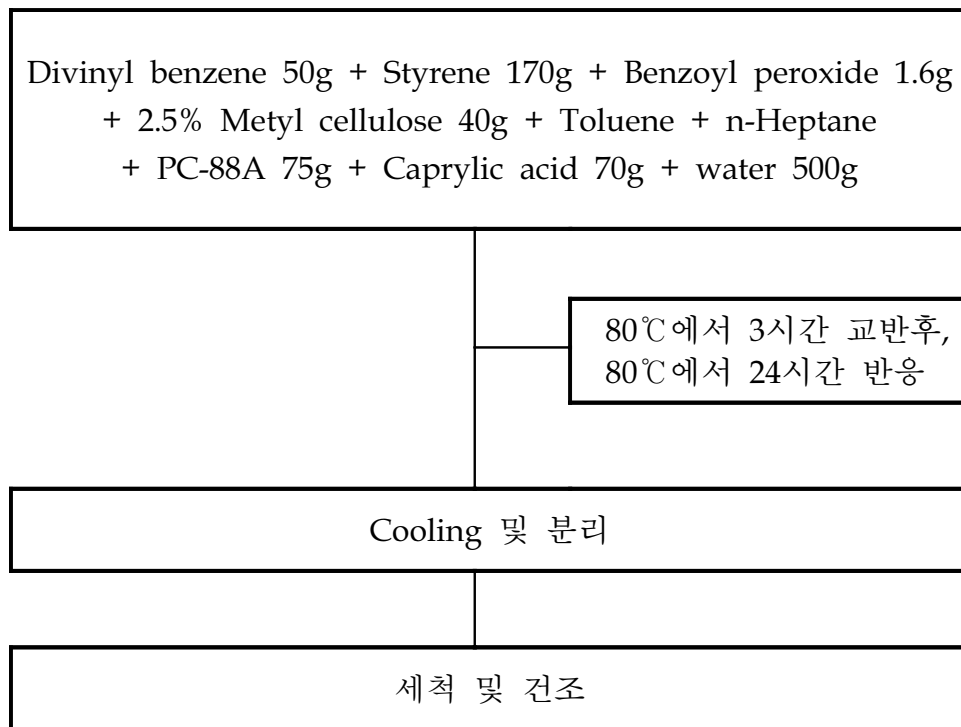 Divinyl benzene 50g + Styrene 170g + Benzoyl peroxide 1.6g
+ 2.5% Metyl cellulose 40g + Toluene + n-Heptane
+ PC-88A 75g + Caprylic acid 70g + water 500g
80℃에서 3시간 교반후,
80℃에서 24시간 반응
Cooling 및 분리
세척 및 건조